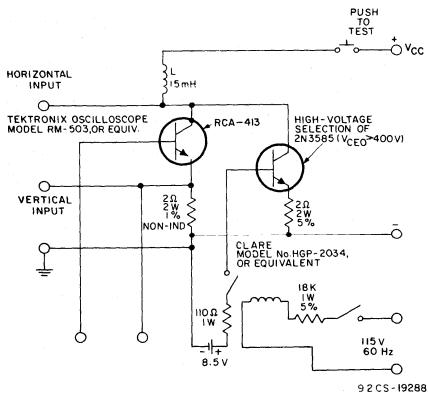 PUSH
TO
TEST
+
VCC
L
15mH
HORIZONTAL
INPUT
TEKTRONIX OSCILLOSCOPE
MODEL RM-503, OR EQUIV.
RCA-413
HIGH-VOLTAGE
SELECTION OF
2N3585 (VCEO>400V)
VERTICAL
INPUT
2Ω
2W
1%
NON-IND
2Ω
2W
5%
–
CLARE
MODEL No. HGP-2034,
OR EQUIVALENT
110Ω
1W
18K
1W
5%
- +
8.5V
115V
60 Hz
92CS-19288